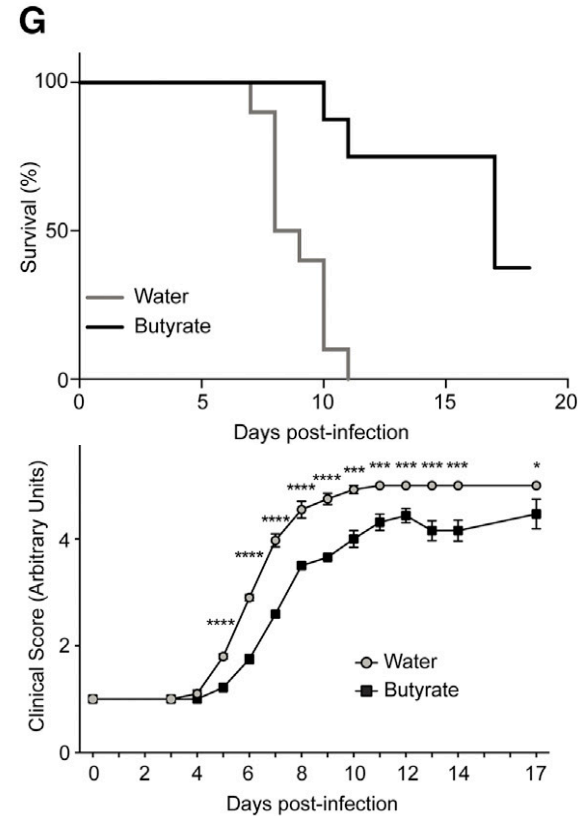 G
100
50
0
Survival (%)
Water
Butyrate
0 5 10 15 20
Days post-infection
**** **** **** **** **** *** *** *** *** *** *
4
2
0
Clinical Score (Arbitrary Units)
Water
Butyrate
0 2 4 6 8 10 12 14 17
Days post-infection